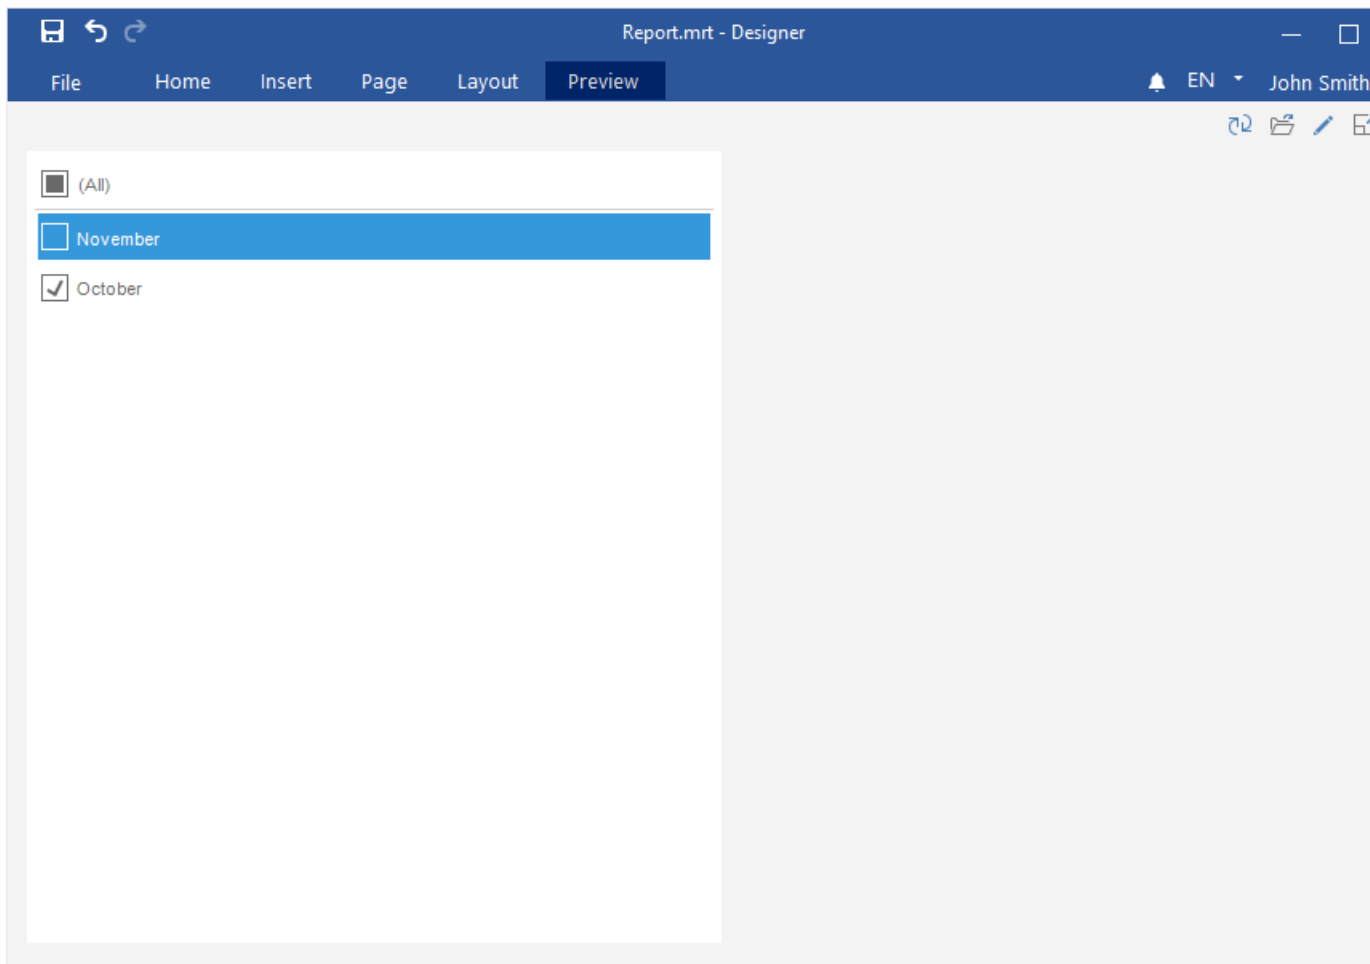 Report.mrt - Designer
File Home Insert Page Layout Preview EN John Smith
(All)
November
October